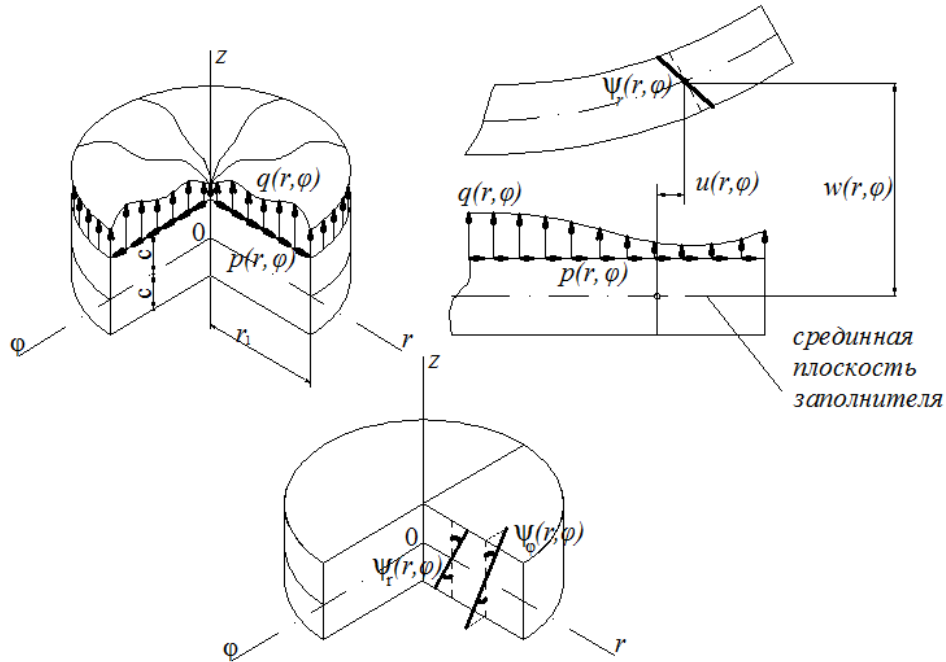 z
q(r,φ)
0
c
p(r,φ)
c
φ
r₁
r
Ψᵣ(r,φ)
u(r,φ)
w(r,φ)
q(r,φ)
p(r,φ)
срединная
плоскость
заполнителя
z
0
Ψᵩ(r,φ)
Ψᵣ(r,φ)
φ
r